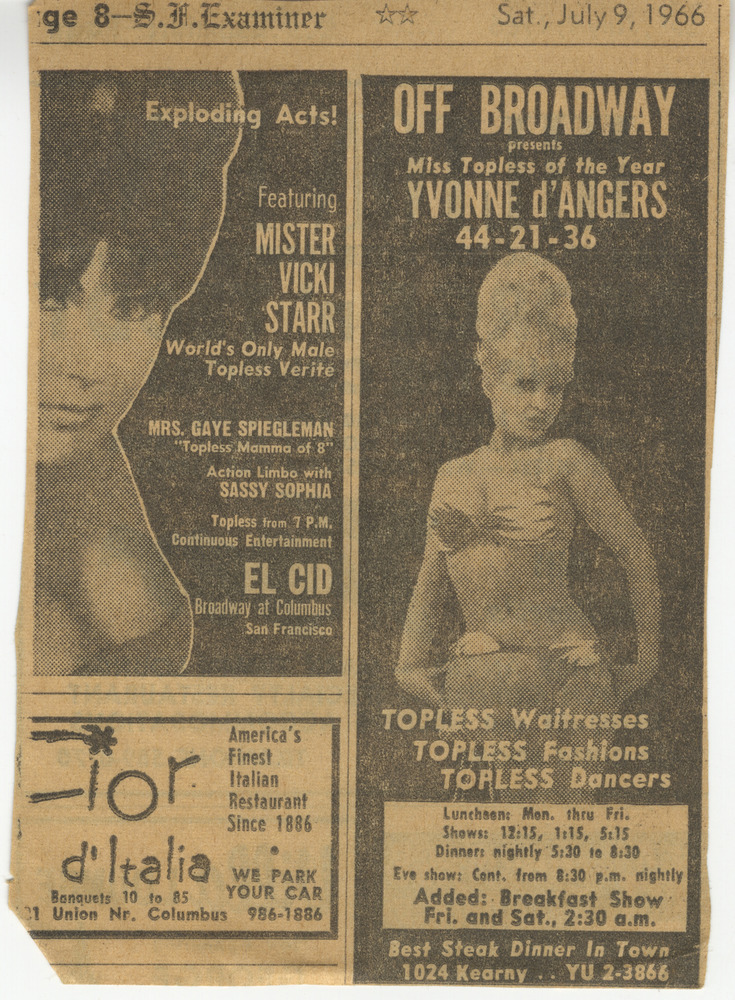 ge 8—S.F.Examiner ☆☆ Sat., July 9, 1966
Exploding Acts!
Featuring
MISTER
VICKI
STARR
World's Only Male
Topless Verité
MRS. GAYE SPIEGLEMAN
"Topless Mamma of 8"
Action Limbo with
SASSY SOPHIA
Topless from 7 P.M.
Continuous Entertainment
EL CID
Broadway at Columbus
San Francisco
Fior
d'Italia
America's
Finest
Italian
Restaurant
Since 1886
•
WE PARK
YOUR CAR
Banquets 10 to 85
01 Union Nr. Columbus 986-1886
OFF BROADWAY
presents
Miss Topless of the Year
YVONNE d'ANGERS
44-21-36
TOPLESS Waitresses
TOPLESS Fashions
TOPLESS Dancers
Luncheon: Mon. thru Fri.
Shows: 12:15, 1:15, 5:15
Dinner: nightly 5:30 to 8:30
Eve show: Cont. from 8:30 p.m. nightly
Added: Breakfast Show
Fri. and Sat., 2:30 a.m.
Best Steak Dinner In Town
1024 Kearny . . YU 2-3866